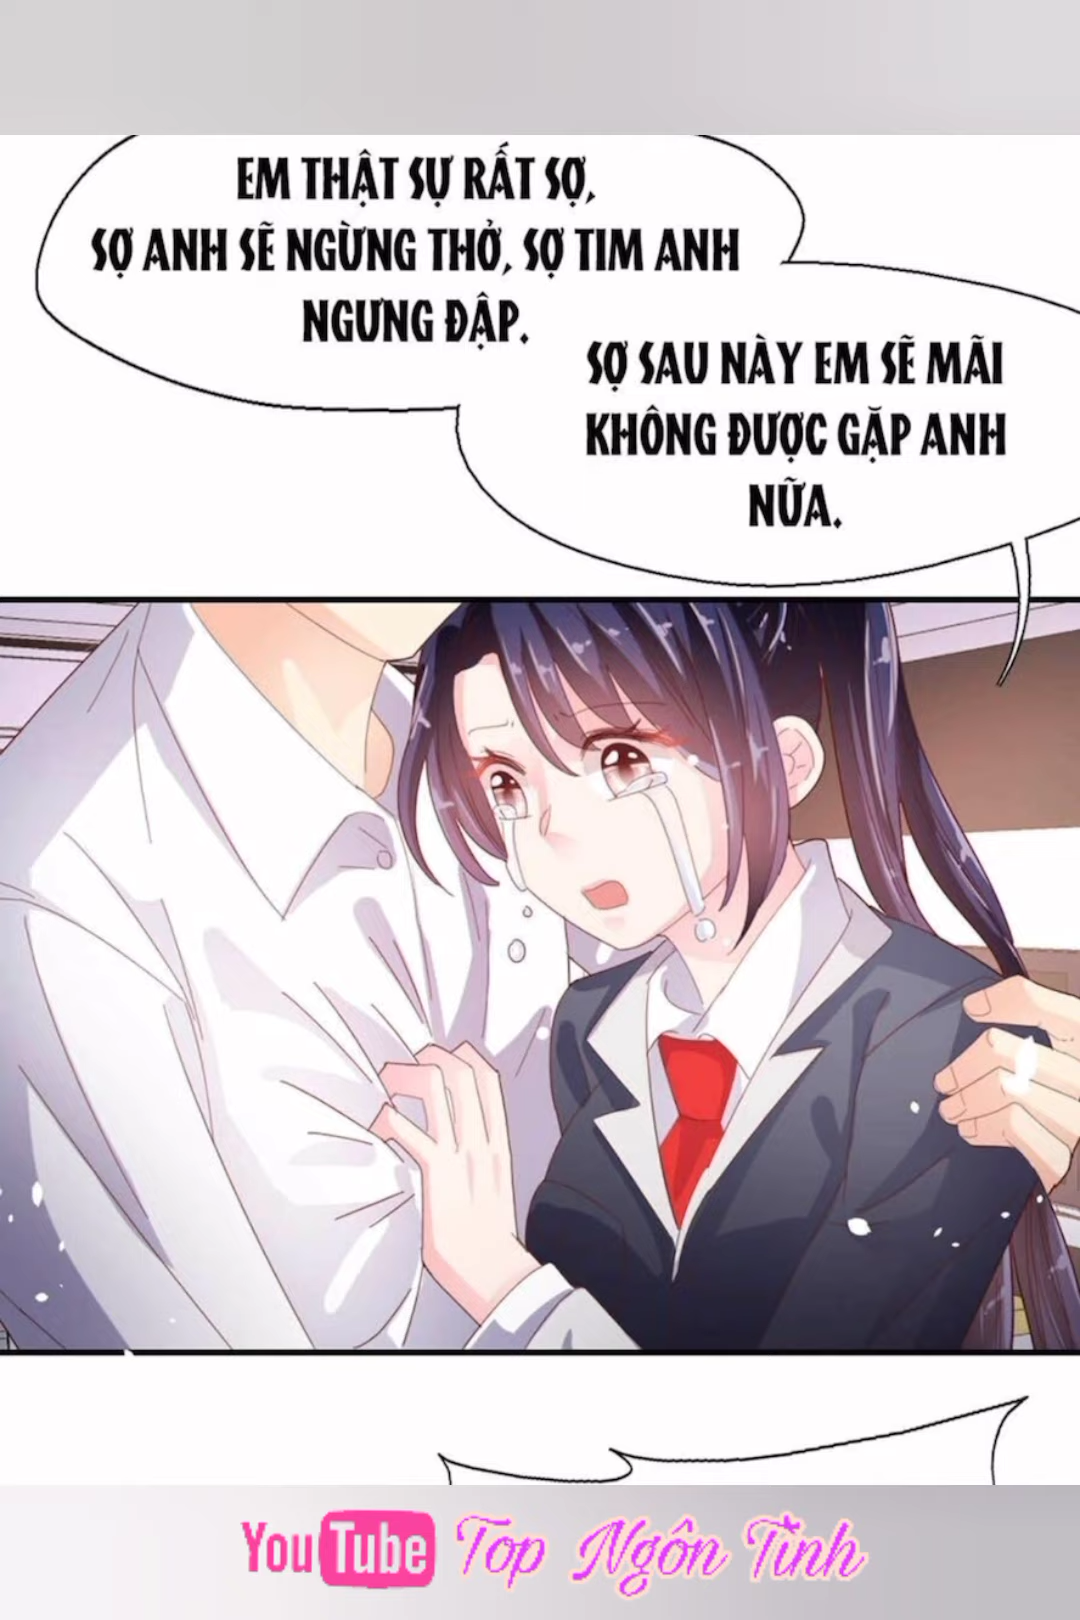 EM THẬT SỰ RẤT SỢ,
SỢ ANH SẼ NGỪNG THỞ, SỢ TIM ANH
NGƯNG ĐẬP.
SỢ SAU NÀY EM SẼ MÃI
KHÔNG ĐƯỢC GẶP ANH
NỮA.
YouTube Top Ngôn Tình